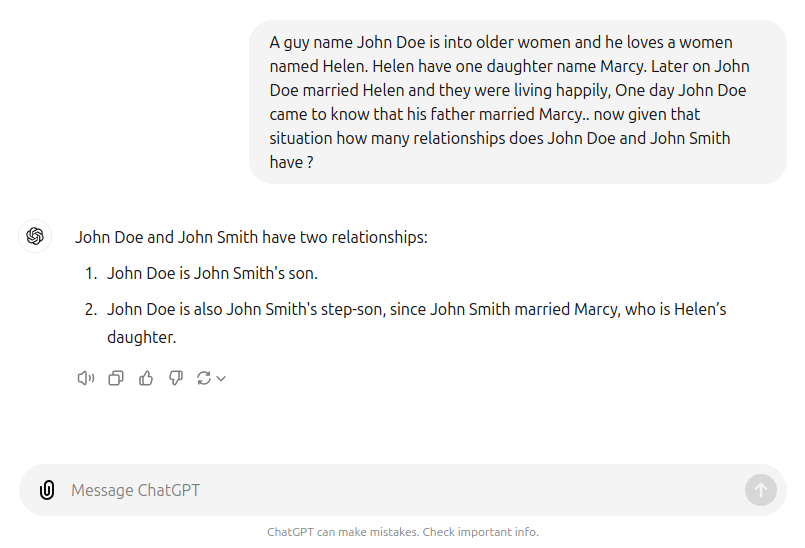 A guy name John Doe is into older women and he loves a women
named Helen. Helen have one daughter name Marcy. Later on John
Doe married Helen and they were living happily, One day John Doe
came to know that his father married Marcy.. now given that
situation how many relationships does John Doe and John Smith
have ?
John Doe and John Smith have two relationships:
1. John Doe is John Smith's son.
2. John Doe is also John Smith's step-son, since John Smith married Marcy, who is Helen’s
daughter.
Message ChatGPT
ChatGPT can make mistakes. Check important info.